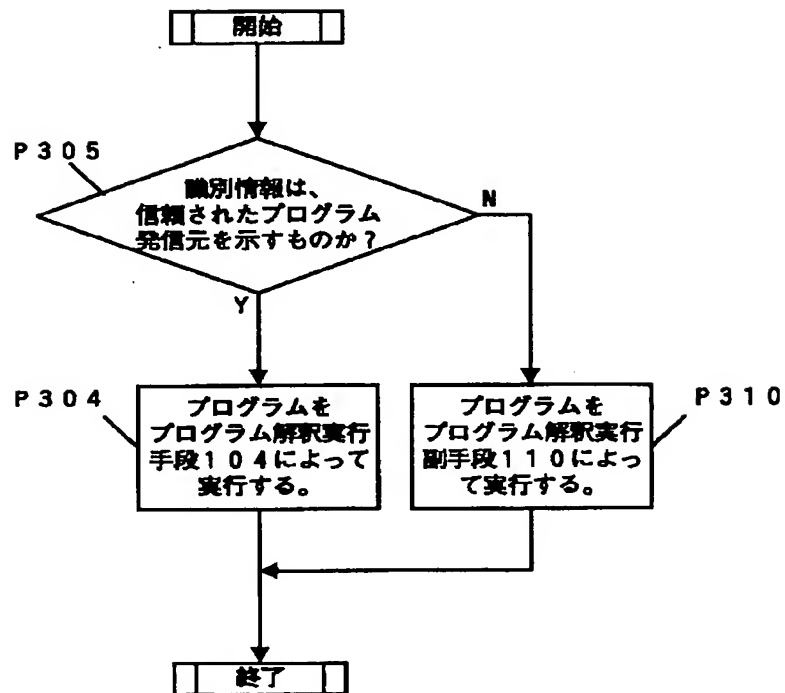 開始
P305
識別情報は、
信頼されたプログラム
発信元を示すものか？
N
Y
P304
プログラムを
プログラム解釈実行
手段104によって
実行する。
プログラムを
プログラム解釈実行
副手段110によっ
て実行する。
P310
終了